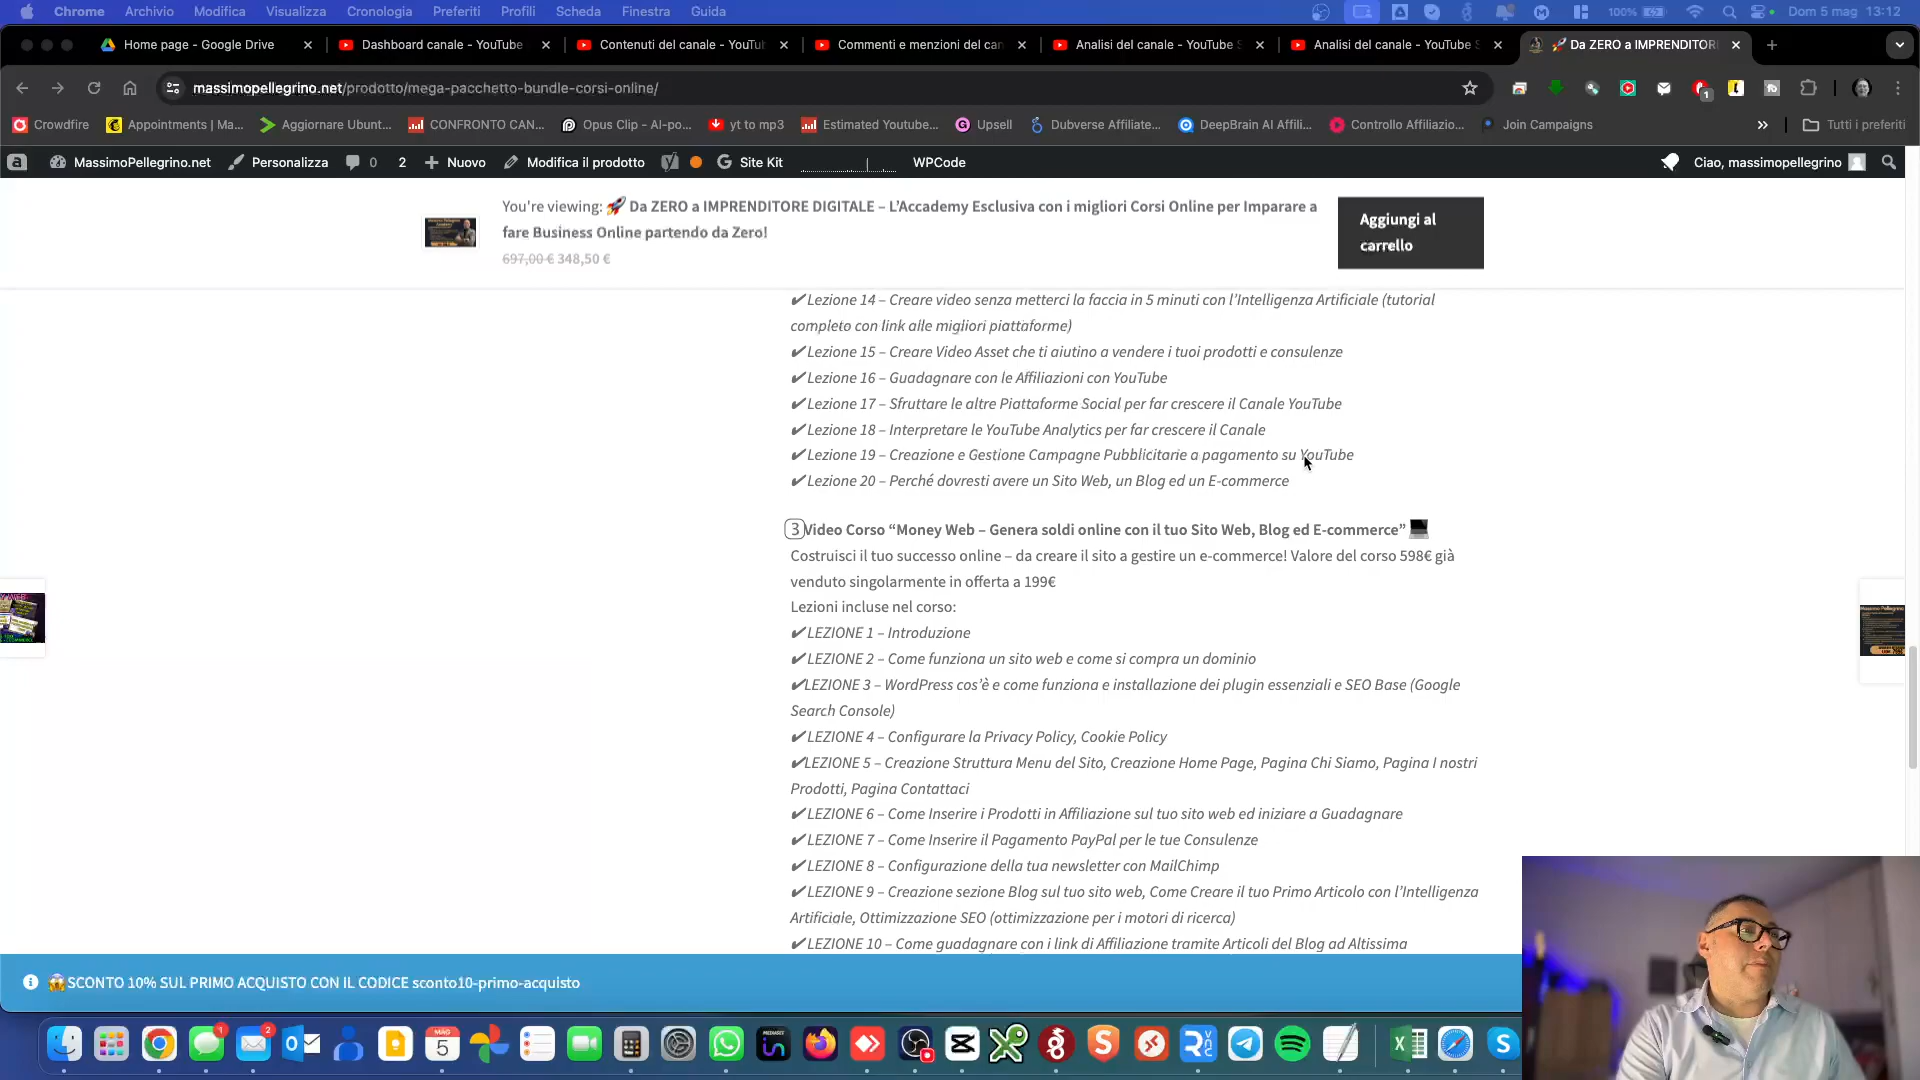 Chrome Archivio Modifica Visualizza Cronologia Preferiti Profili Scheda Finestra Guida 100% Dom 5 mag 13:12
Home page - Google Drive Dashboard canale - YouTube Contenuti del canale - YouTub Commenti e menzioni del can Analisi del canale - YouTube S Analisi del canale - YouTube S Da ZERO a IMPRENDITORI
massimopellegrino.net/prodotto/mega-pacchetto-bundle-corsi-online/
Crowdfire Appointments | Ma... Aggiornare Ubunt... CONFRONTO CAN... Opus Clip - AI-po... yt to mp3 Estimated Youtube... Upsell Dubverse Affiliate... DeepBrain AI Affili... Controllo Affiliazio... Join Campaigns » Tutti i preferiti
MassimoPellegrino.net Personalizza 0 2 Nuovo Modifica il prodotto Site Kit WPCode Ciao, massimopellegrino
You're viewing: 🚀 Da ZERO a IMPRENDITORE DIGITALE – L'Accademy Esclusiva con i migliori Corsi Online per Imparare a
fare Business Online partendo da Zero!
697,00 € 348,50 €
Aggiungi al
carrello
✔Lezione 14 – Creare video senza metterci la faccia in 5 minuti con l'Intelligenza Artificiale (tutorial
completo con link alle migliori piattaforme)
✔Lezione 15 – Creare Video Asset che ti aiutino a vendere i tuoi prodotti e consulenze
✔Lezione 16 – Guadagnare con le Affiliazioni con YouTube
✔Lezione 17 – Sfruttare le altre Piattaforme Social per far crescere il Canale YouTube
✔Lezione 18 – Interpretare le YouTube Analytics per far crescere il Canale
✔Lezione 19 – Creazione e Gestione Campagne Pubblicitarie a pagamento su YouTube
✔Lezione 20 – Perché dovresti avere un Sito Web, un Blog ed un E-commerce
3 Video Corso “Money Web – Genera soldi online con il tuo Sito Web, Blog ed E-commerce” 💻
Costruisci il tuo successo online – da creare il sito a gestire un e-commerce! Valore del corso 598€ già
venduto singolarmente in offerta a 199€
Lezioni incluse nel corso:
✔LEZIONE 1 – Introduzione
✔LEZIONE 2 – Come funziona un sito web e come si compra un dominio
✔LEZIONE 3 – WordPress cos'è e come funziona e installazione dei plugin essenziali e SEO Base (Google
Search Console)
✔LEZIONE 4 – Configurare la Privacy Policy, Cookie Policy
✔LEZIONE 5 – Creazione Struttura Menu del Sito, Creazione Home Page, Pagina Chi Siamo, Pagina I nostri
Prodotti, Pagina Contattaci
✔LEZIONE 6 – Come Inserire i Prodotti in Affiliazione sul tuo sito web ed iniziare a Guadagnare
✔LEZIONE 7 – Come Inserire il Pagamento PayPal per le tue Consulenze
✔LEZIONE 8 – Configurazione della tua newsletter con MailChimp
✔LEZIONE 9 – Creazione sezione Blog sul tuo sito web, Come Creare il tuo Primo Articolo con l'Intelligenza
Artificiale, Ottimizzazione SEO (ottimizzazione per i motori di ricerca)
✔LEZIONE 10 – Come guadagnare con i link di Affiliazione tramite Articoli del Blog ad Altissima
😱SCONTO 10% SUL PRIMO ACQUISTO CON IL CODICE sconto10-primo-acquisto